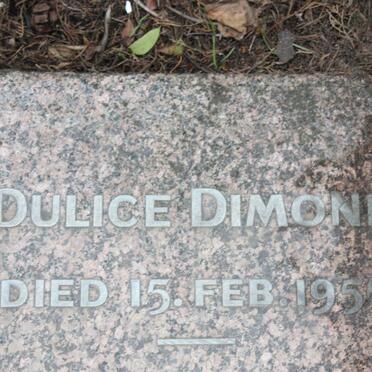 DULICE DIMON
DIED 15. FEB. 195